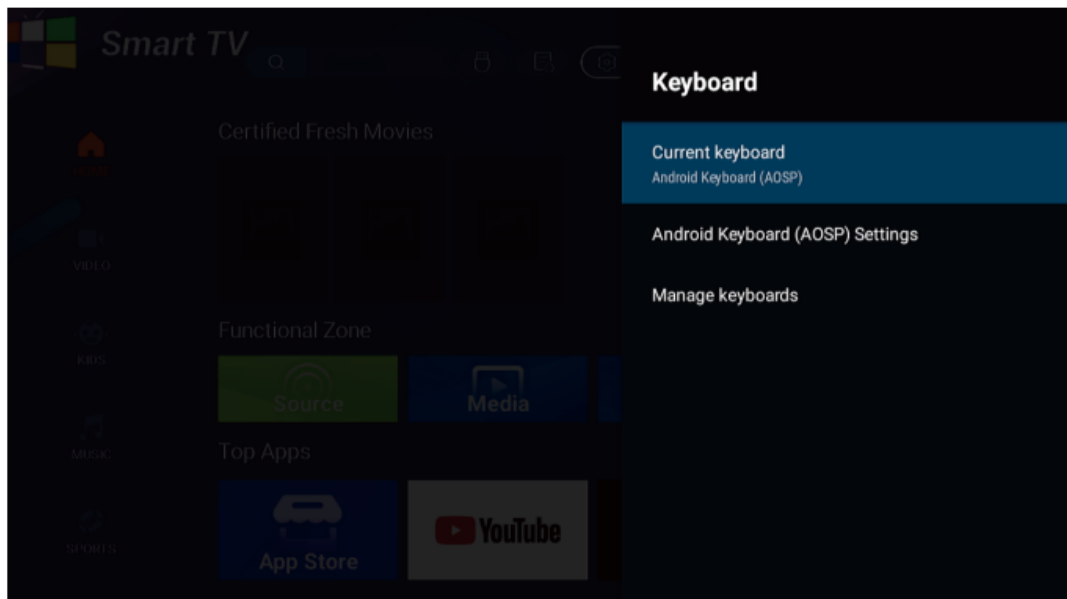 Smart TV
Keyboard
Certified Fresh Movies
Current keyboard
Android Keyboard (AOSP)
Android Keyboard (AOSP) Settings
VIDEO
Manage keyboards
Functional Zone
KIDS
Source
Media
MUSIC
Top Apps
YouTube
SPORTS
App Store